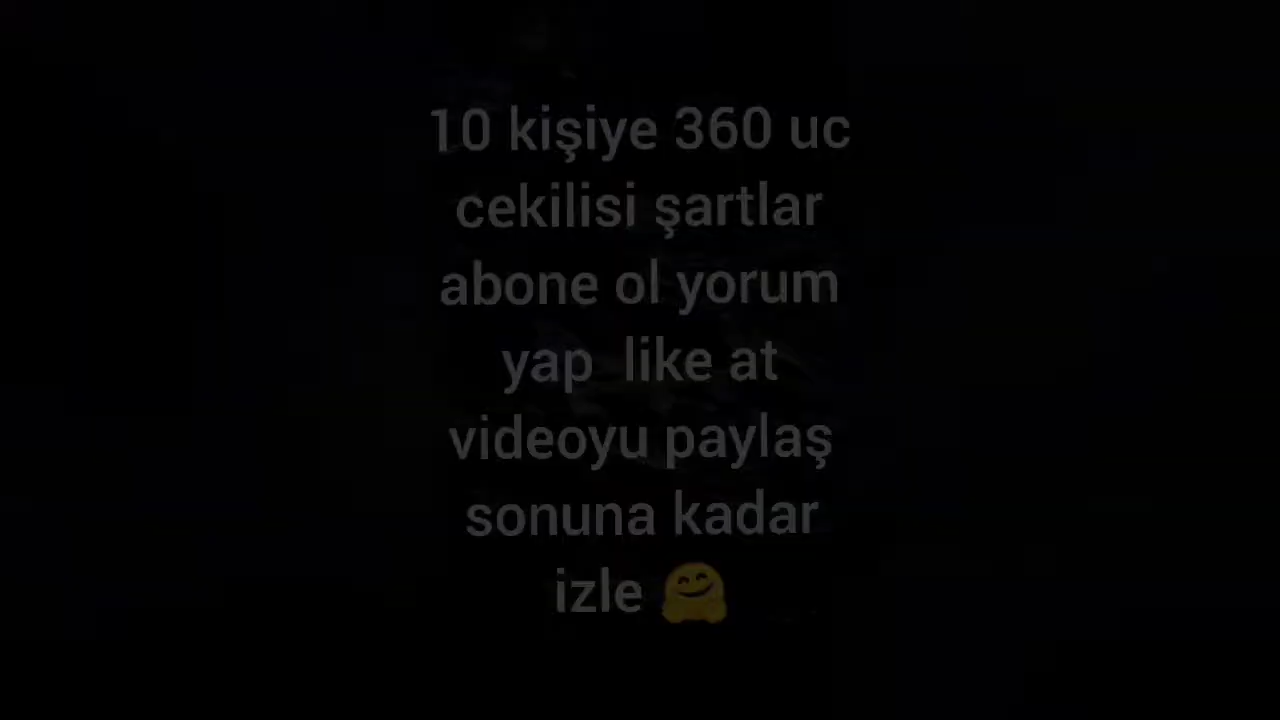 10 kişiye 360 uc
cekilisi şartlar
abone ol yorum
yap  like at
videoyu paylaş
sonuna kadar
izle 🤗